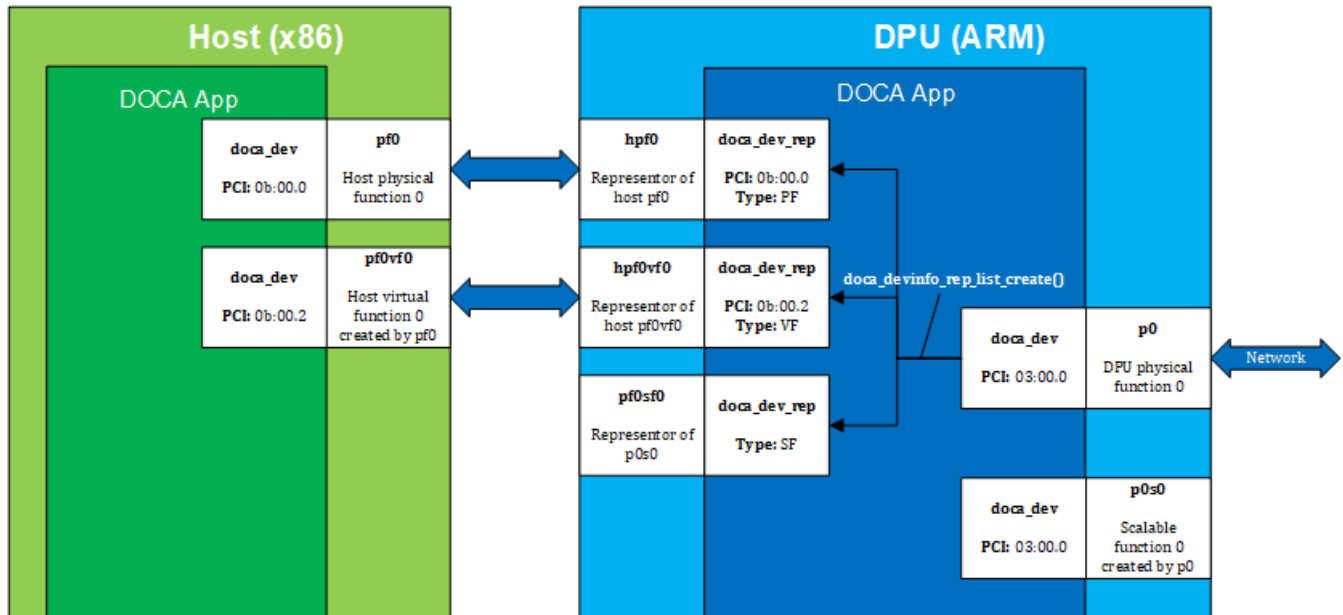 Host (x86)
DOCA App
doca_dev
PCI: 0b:00.0
pf0
Host physical
function 0
doca_dev
PCI: 0b:00.2
pf0vf0
Host virtual
function 0
created by pf0
DPU (ARM)
DOCA App
hpf0
Representor of
host pf0
doca_dev_rep
PCI: 0b:00.0
Type: PF
hpf0vf0
Representor of
host pf0vf0
doca_dev_rep
PCI: 0b:00.2
Type: VF
pf0sf0
Representor of
p0s0
doca_dev_rep
Type: SF
doca_devinfo_rep_list_create()
doca_dev
PCI: 03:00.0
p0
DPU physical
function 0
Network
doca_dev
PCI: 03:00.0
p0s0
Scalable
function 0
created by p0